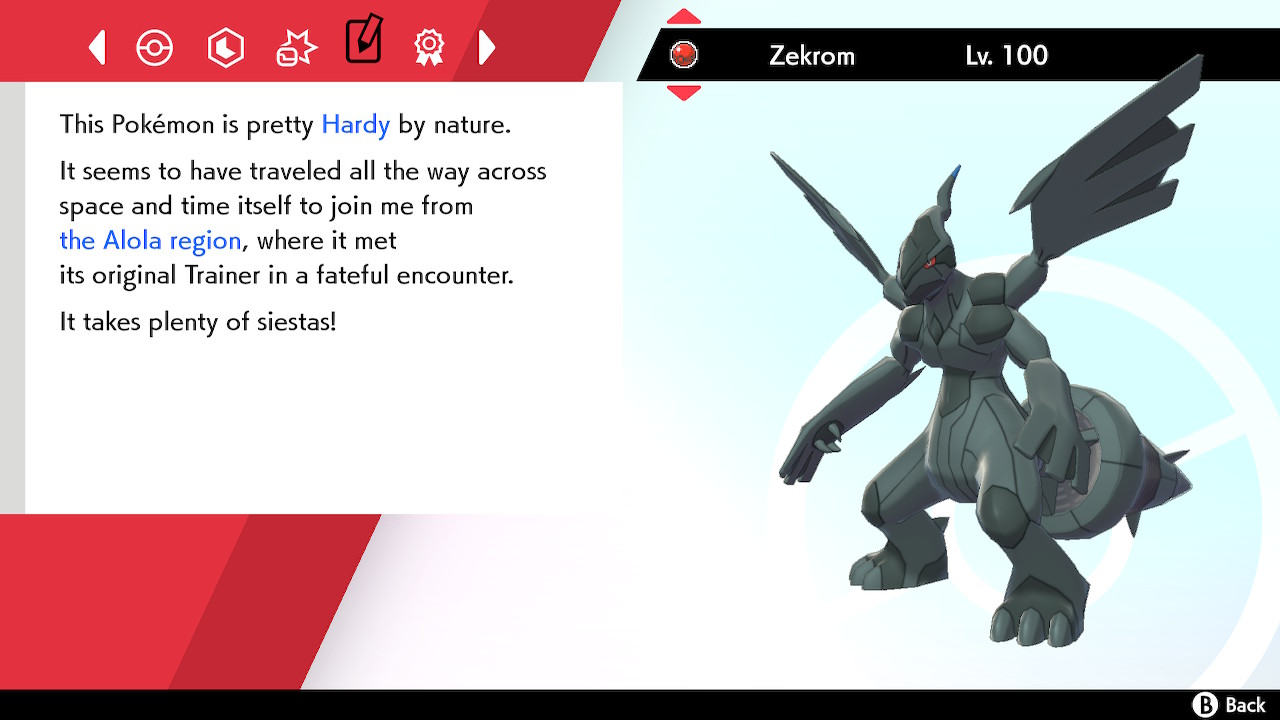 Zekrom Lv. 100
This Pokémon is pretty Hardy by nature.
It seems to have traveled all the way across
space and time itself to join me from
the Alola region, where it met
its original Trainer in a fateful encounter.
It takes plenty of siestas!
B Back